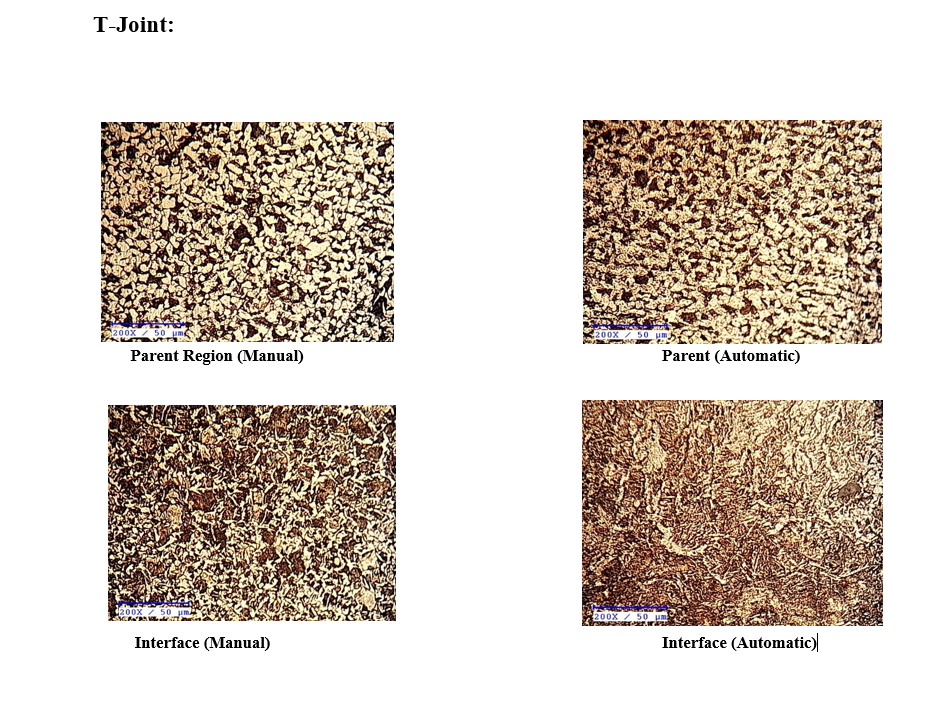 T-Joint:
200X / 50 µm
200X / 50 µm
Parent Region (Manual)
Parent (Automatic)
200X / 50 µm
200X / 50 µm
Interface (Manual)
Interface (Automatic)